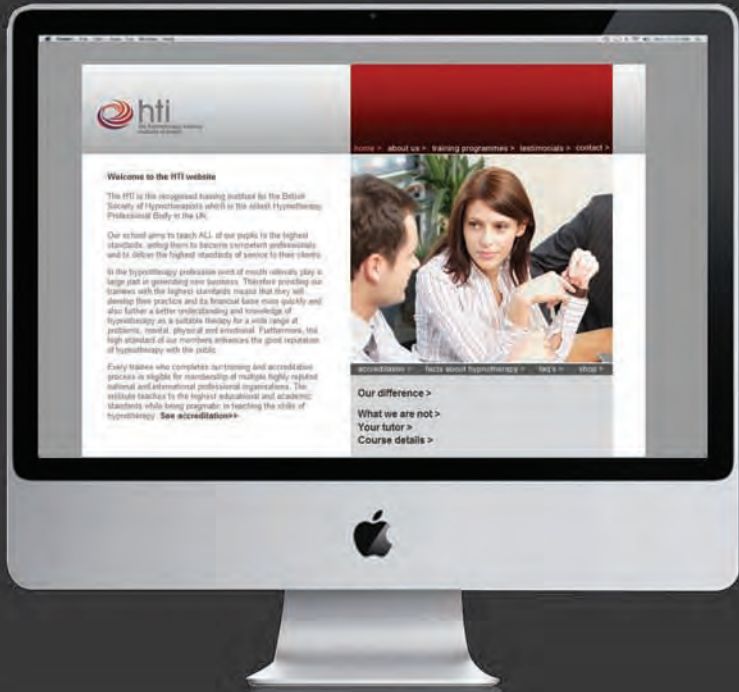 hti
home > about us > training programmes > testimonials > contact >
Welcome to the HTI website
The HTI is the recognised training institute for the British
Society of Hypnotherapists which is the oldest Hypnotherapy
Professional Body in the UK.
Our school aims to teach ALL of our pupils to the highest
standards, aiding them to become competent professionals
and to deliver the highest standards of service to their clients.
In the hypnotherapy profession word of mouth referrals play a
large part in generating new business. Therefore providing our
trainees with the highest standards means that they will
develop their practice and its financial base more quickly and
also further a better understanding and knowledge of
hypnotherapy as a suitable therapy for a wide range of
problems, mental, physical and emotional. Furthermore, the
high standard of our members enhances the good reputation
of hypnotherapy with the public.
Every trainee who completes our training and accreditation
process is eligible for membership of multiple highly reputed
national and international professional organisations. The
institute teaches to the highest educational and academic
standards while being pragmatic in teaching the skills of
hypnotherapy. See accreditation>>
accreditation > facts about hypnotherapy > faq's > shop >
Our difference >
What we are not >
Your tutor >
Course details >